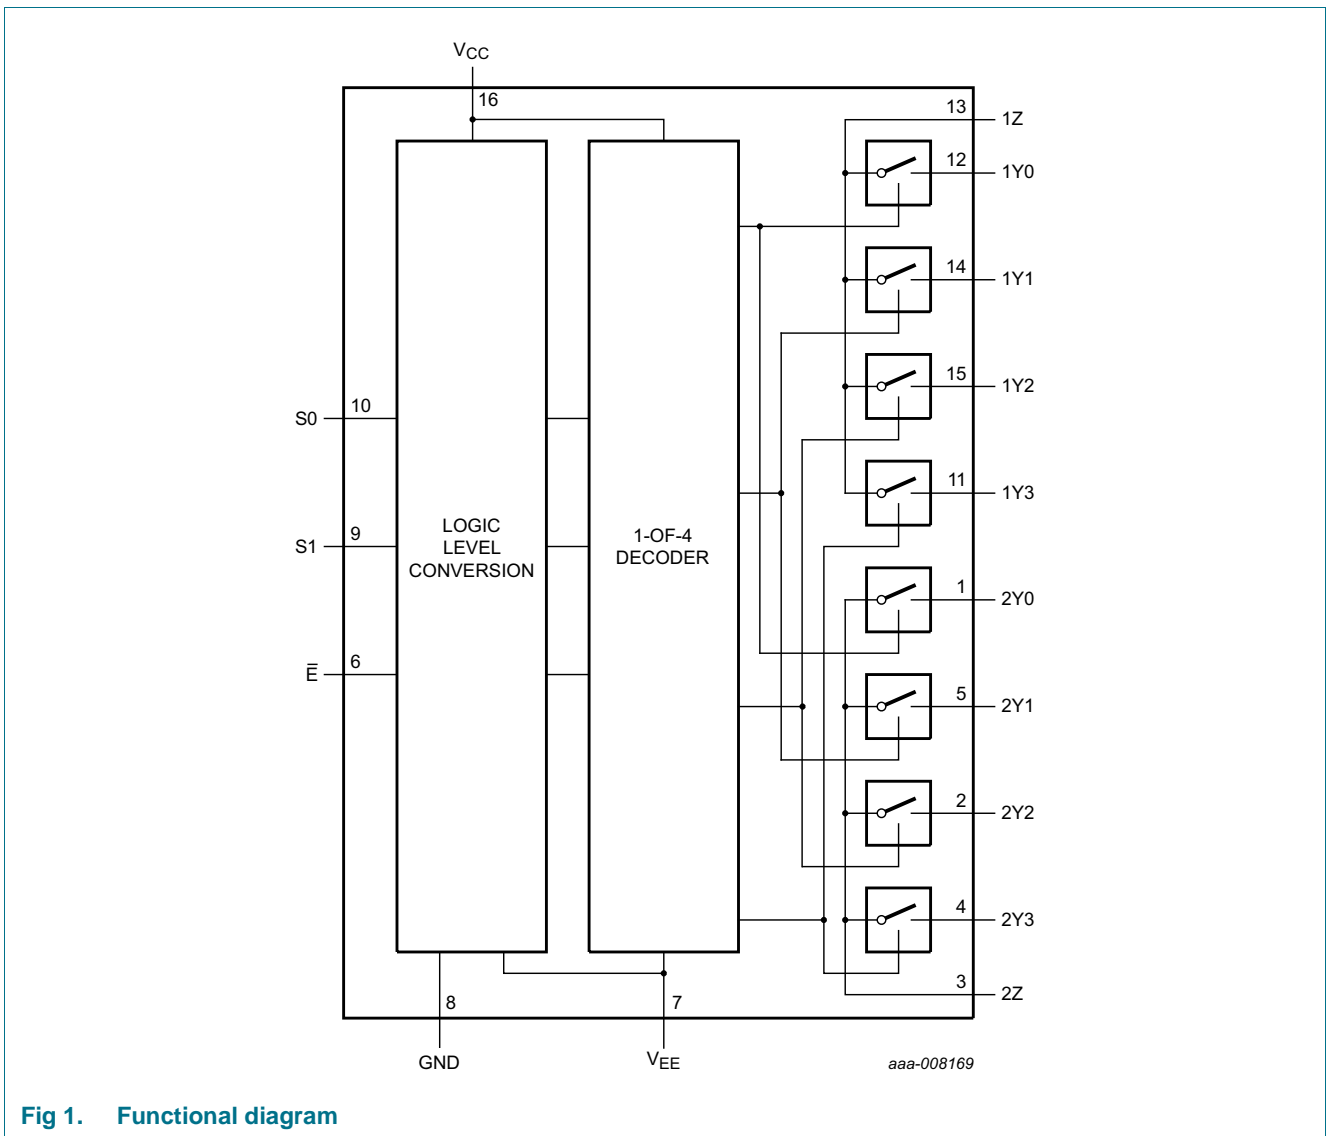 VCC
16
13 1Z
12 1Y0
14 1Y1
15 1Y2
11 1Y3
1 2Y0
5 2Y1
2 2Y2
4 2Y3
3 2Z
S0 10
S1 9
E̅ 6
LOGIC
LEVEL
CONVERSION
1-OF-4
DECODER
8
GND
7
VEE
aaa-008169
Fig 1. Functional diagram